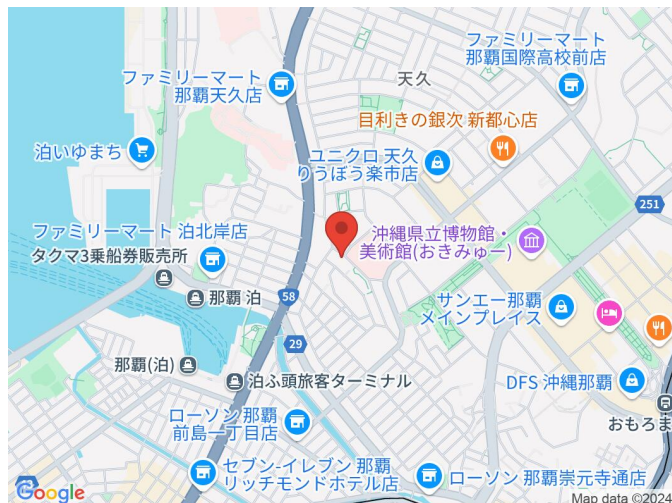 ファミリーマート
那覇国際高校前店
ファミリーマート
那覇天久店
天久
目利きの銀次 新都心店
泊いゆまち
ユニクロ 天久
りうぼう楽市店
251
ファミリーマート 泊北岸店
タクマ3乗船券販売所
沖縄県立博物館・
美術館(おきみゅー)
那覇 泊
58
サンエー那覇
メインプレイス
29
那覇(泊)
泊ふ頭旅客ターミナル
DFS 沖縄那覇
おもろま
ローソン 那覇
前島一丁目店
セブン-イレブン 那覇
リッチモンドホテル店
ローソン 那覇崇元寺通店
Google
Map data ©2024